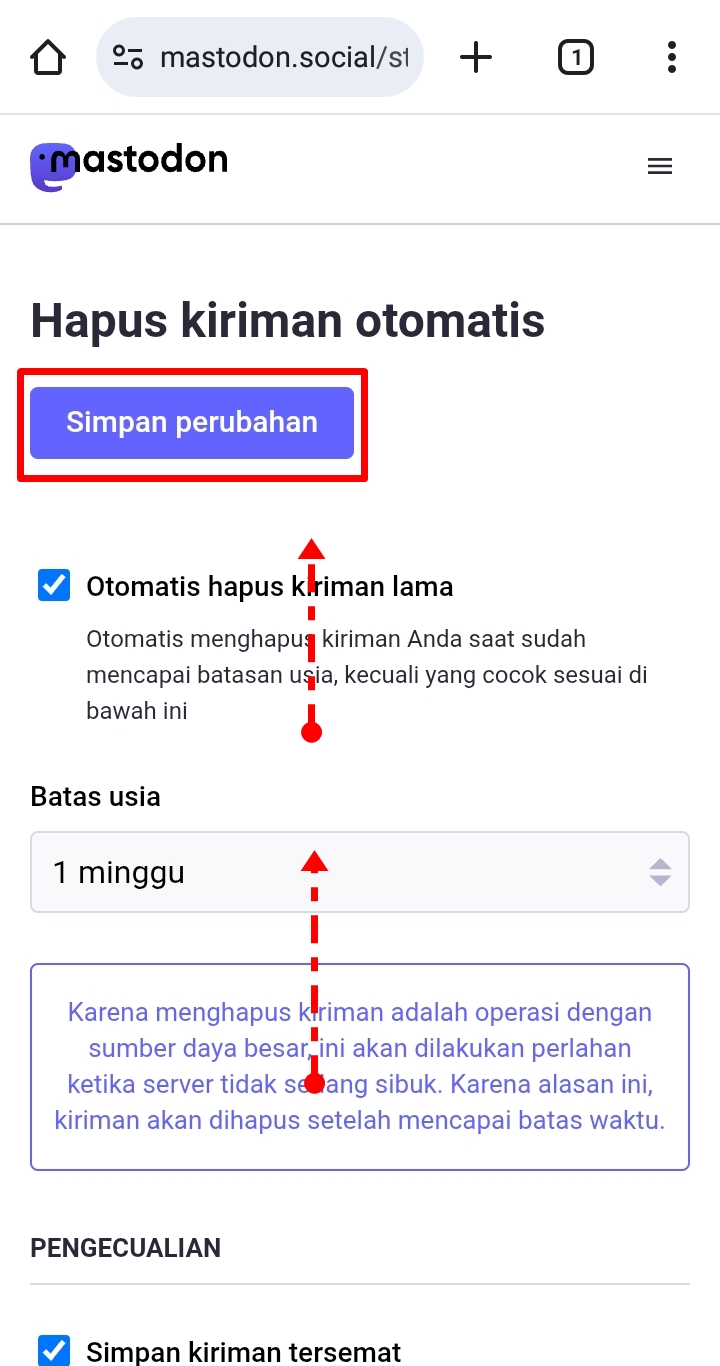 mastodon.social/st
1
mastodon
Hapus kiriman otomatis
Simpan perubahan
Otomatis hapus kiriman lama
Otomatis menghapus kiriman Anda saat sudah
mencapai batasan usia, kecuali yang cocok sesuai di
bawah ini
Batas usia
1 minggu
Karena menghapus kiriman adalah operasi dengan
sumber daya besar, ini akan dilakukan perlahan
ketika server tidak sedang sibuk. Karena alasan ini,
kiriman akan dihapus setelah mencapai batas waktu.
PENGECUALIAN
Simpan kiriman tersemat